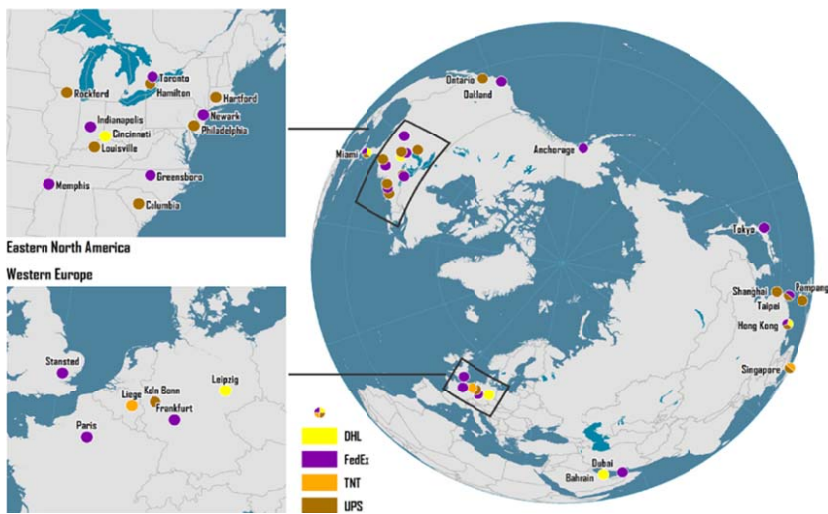 Toronto
Rockford
Hamilton
Hartford
Indianapolis
Newark
Cincinnati
Philadelphia
Louisville
Memphis
Greensboro
Columbia
Eastern North America
Western Europe
Stansted
Leipzig
Liege
Koln Bonn
Frankfurt
Paris
Ontario
Oailand
Miami
Anchorage
Tokyo
Shanghai
Pampang
Taipei
Hong Kong
Singapore
Dubai
Bahrain
DHL
FedEx
TNT
UPS